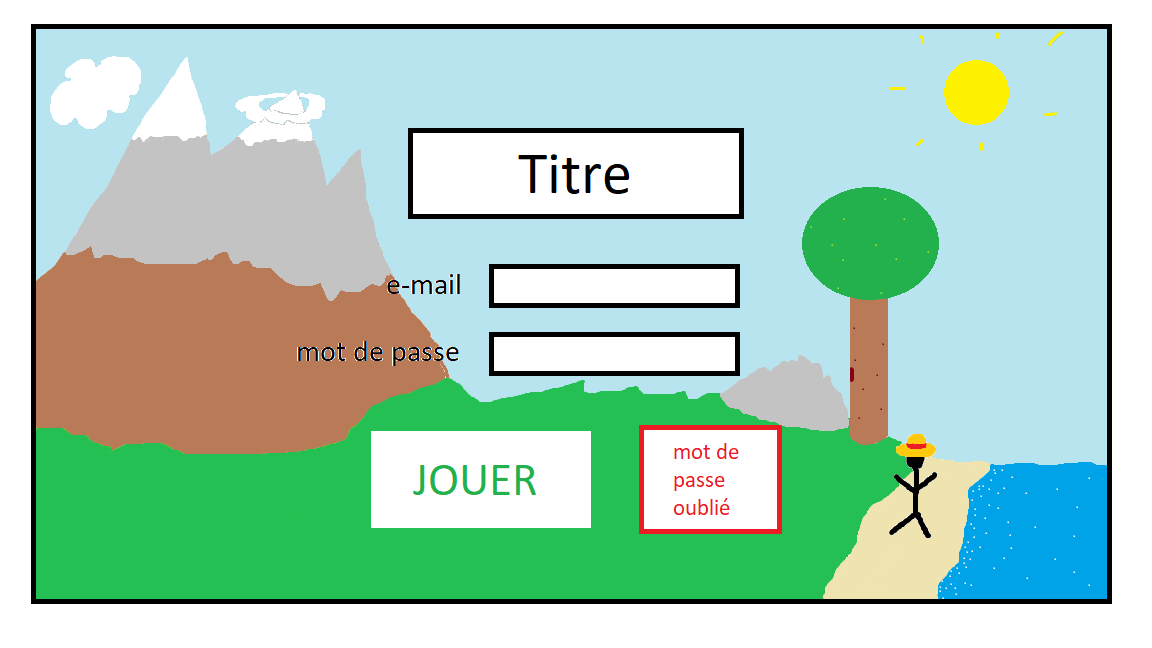 Titre
e-mail
mot de passe
JOUER
mot de
passe
oublié